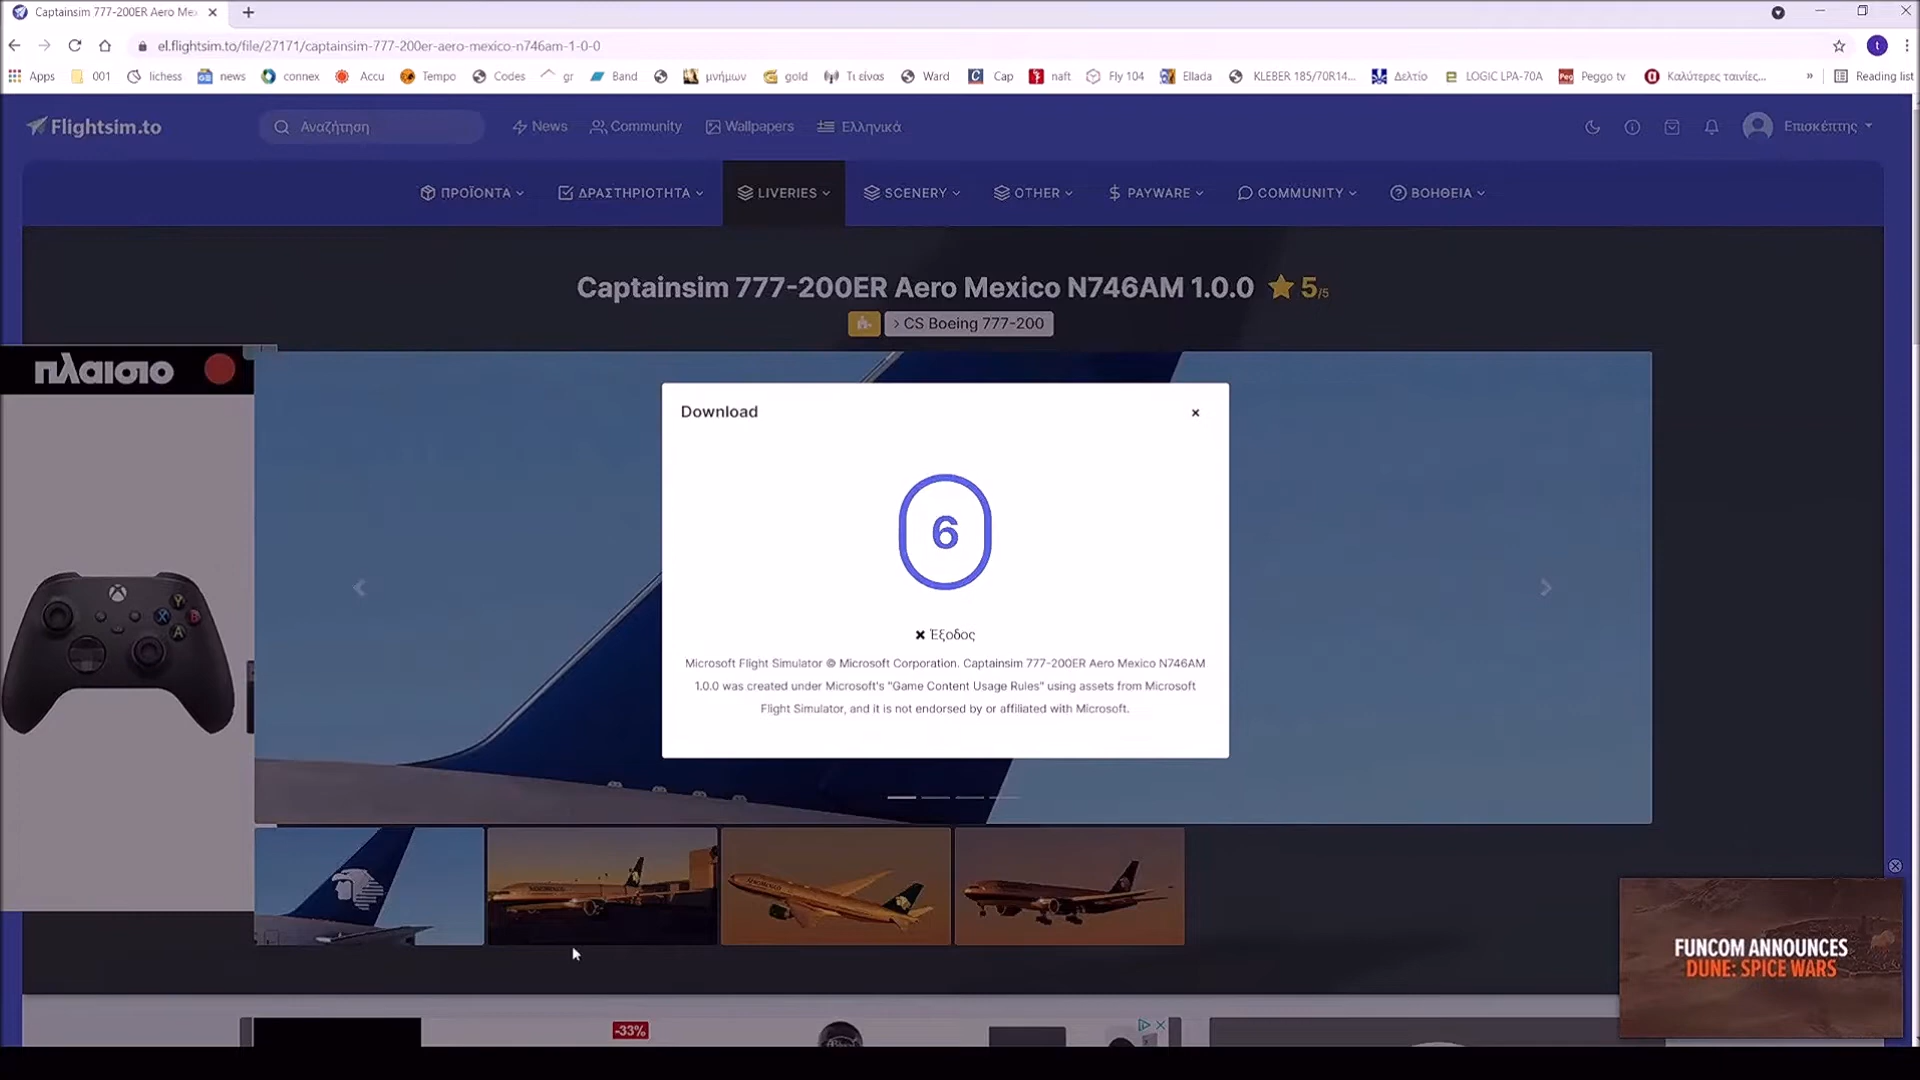 Captainsim 777-200ER Aero Mex
el.flightsim.to/file/27171/captainsim-777-200er-aero-mexico-n746am-1-0-0
t
Apps 001 lichess news connex Accu Tempo Codes gr Band μνήμων gold Τι είναι Ward Cap naft Fly 104 Ellada KLEBER 185/70R14... Δελτίο LOGIC LPA-70A Peggo tv Καλύτερες ταινίες... » Reading list
Flightsim.to Αναζήτηση News Community Wallpapers Ελληνικά Επισκέπτης
ΠΡΟΪΌΝΤΑ ΔΡΑΣΤΗΡΙΌΤΗΤΑ LIVERIES SCENERY OTHER PAYWARE COMMUNITY ΒΟΉΘΕΙΑ
Captainsim 777-200ER Aero Mexico N746AM 1.0.0 5/5
CS Boeing 777-200
πλαισιο
Download
6
Έξοδος
Microsoft Flight Simulator © Microsoft Corporation. Captainsim 777-200ER Aero Mexico N746AM
1.0.0 was created under Microsoft's "Game Content Usage Rules" using assets from Microsoft
Flight Simulator, and it is not endorsed by or affiliated with Microsoft.
Y
X B
A
FUNCOM ANNOUNCES
DUNE: SPICE WARS
-33%